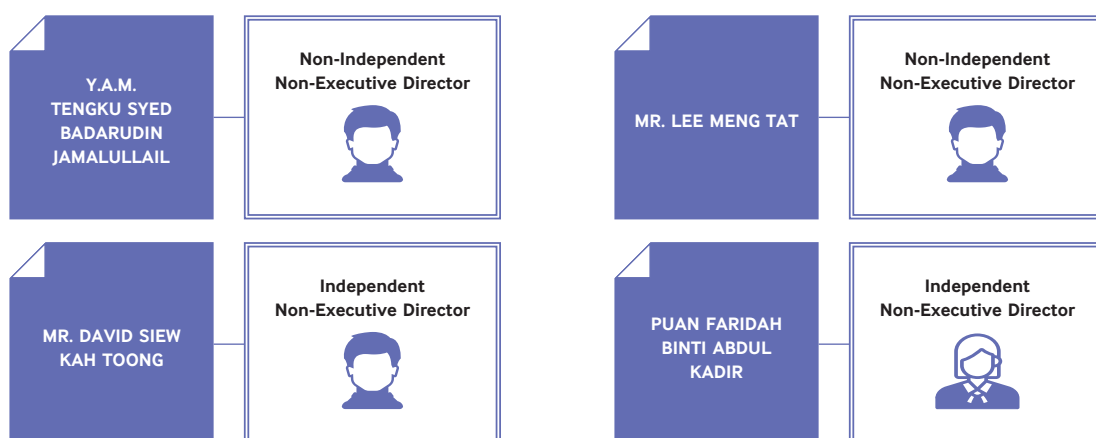 Y.A.M.
TENGKU SYED
BADARUDIN
JAMALULLAIL
Non-Independent
Non-Executive Director
MR. LEE MENG TAT
Non-Independent
Non-Executive Director
MR. DAVID SIEW
KAH TOONG
Independent
Non-Executive Director
PUAN FARIDAH
BINTI ABDUL
KADIR
Independent
Non-Executive Director